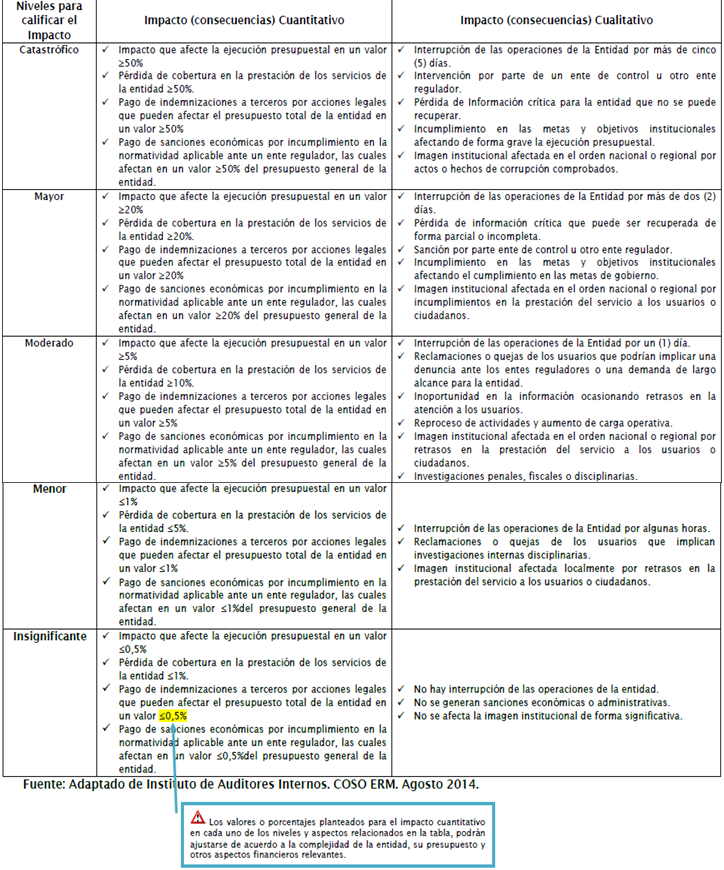 Niveles para
calificar el
Impacto
Impacto (consecuencias) Cuantitativo
Impacto (consecuencias) Cualitativo
Catastrófico
✓ Impacto que afecte la ejecución presupuestal en un valor
≥50%
✓ Pérdida de cobertura en la prestación de los servicios de
la entidad ≥50%.
✓ Pago de indemnizaciones a terceros por acciones legales
que pueden afectar el presupuesto total de la entidad en
un valor ≥50%
✓ Pago de sanciones económicas por incumplimiento en la
normatividad aplicable ante un ente regulador, las cuales
afectan en un valor ≥50% del presupuesto general de la
entidad.
✓ Interrupción de las operaciones de la Entidad por más de cinco
(5) días.
✓ Intervención por parte de un ente de control u otro ente
regulador.
✓ Pérdida de Información crítica para la entidad que no se puede
recuperar.
✓ Incumplimiento en las metas y objetivos institucionales
afectando de forma grave la ejecución presupuestal.
✓ Imagen institucional afectada en el orden nacional o regional por
actos o hechos de corrupción comprobados.
Mayor
✓ Impacto que afecte la ejecución presupuestal en un valor
≥20%
✓ Pérdida de cobertura en la prestación de los servicios de
la entidad ≥20%.
✓ Pago de indemnizaciones a terceros por acciones legales
que pueden afectar el presupuesto total de la entidad en
un valor ≥20%
✓ Pago de sanciones económicas por incumplimiento en la
normatividad aplicable ante un ente regulador, las cuales
afectan en un valor ≥20% del presupuesto general de la
entidad.
✓ Interrupción de las operaciones de la Entidad por más de dos (2)
días.
✓ Pérdida de información crítica que puede ser recuperada de
forma parcial o incompleta.
✓ Sanción por parte ente de control u otro ente regulador.
✓ Incumplimiento en las metas y objetivos institucionales
afectando el cumplimiento en las metas de gobierno.
✓ Imagen institucional afectada en el orden nacional o regional por
incumplimientos en la prestación del servicio a los usuarios o
ciudadanos.
Moderado
✓ Impacto que afecte la ejecución presupuestal en un valor
≥5%
✓ Pérdida de cobertura en la prestación de los servicios de
la entidad ≥10%.
✓ Pago de indemnizaciones a terceros por acciones legales
que pueden afectar el presupuesto total de la entidad en
un valor ≥5%
✓ Pago de sanciones económicas por incumplimiento en la
normatividad aplicable ante un ente regulador, las cuales
afectan en un valor ≥5% del presupuesto general de la
entidad.
✓ Interrupción de las operaciones de la Entidad por un (1) día.
✓ Reclamaciones o quejas de los usuarios que podrían implicar una
denuncia ante los entes reguladores o una demanda de largo
alcance para la entidad.
✓ Inoportunidad en la información ocasionando retrasos en la
atención a los usuarios.
✓ Reproceso de actividades y aumento de carga operativa.
✓ Imagen institucional afectada en el orden nacional o regional por
retrasos en la prestación del servicio a los usuarios o
ciudadanos.
✓ Investigaciones penales, fiscales o disciplinarias.
Menor
✓ Impacto que afecte la ejecución presupuestal en un valor
≤1%
✓ Pérdida de cobertura en la prestación de los servicios de
la entidad ≤5%.
✓ Pago de indemnizaciones a terceros por acciones legales
que pueden afectar el presupuesto total de la entidad en
un valor ≤1%
✓ Pago de sanciones económicas por incumplimiento en la
normatividad aplicable ante un ente regulador, las cuales
afectan en un valor ≤1%del presupuesto general de la
entidad.
✓ Interrupción de las operaciones de la Entidad por algunas horas.
✓ Reclamaciones o quejas de los usuarios que implican
investigaciones internas disciplinarias.
✓ Imagen institucional afectada localmente por retrasos en la
prestación del servicio a los usuarios o ciudadanos.
Insignificante
✓ Impacto que afecte la ejecución presupuestal en un valor
≤0,5%
✓ Pérdida de cobertura en la prestación de los servicios de
la entidad ≤1%.
✓ Pago de indemnizaciones a terceros por acciones legales
que pueden afectar el presupuesto total de la entidad en
un valor ≤0,5%
✓ Pago de sanciones económicas por incumplimiento en la
normatividad aplicable ante un ente regulador, las cuales
afectan en un valor ≤0,5%del presupuesto general de la
entidad.
✓ No hay interrupción de las operaciones de la entidad.
✓ No se generan sanciones económicas o administrativas.
✓ No se afecta la imagen institucional de forma significativa.
Fuente: Adaptado de Instituto de Auditores Internos. COSO ERM. Agosto 2014.
Los valores o porcentajes planteados para el impacto cuantitativo
en cada uno de los niveles y aspectos relacionados en la tabla, podrán
ajustarse de acuerdo a la complejidad de la entidad, su presupuesto y
otros aspectos financieros relevantes.